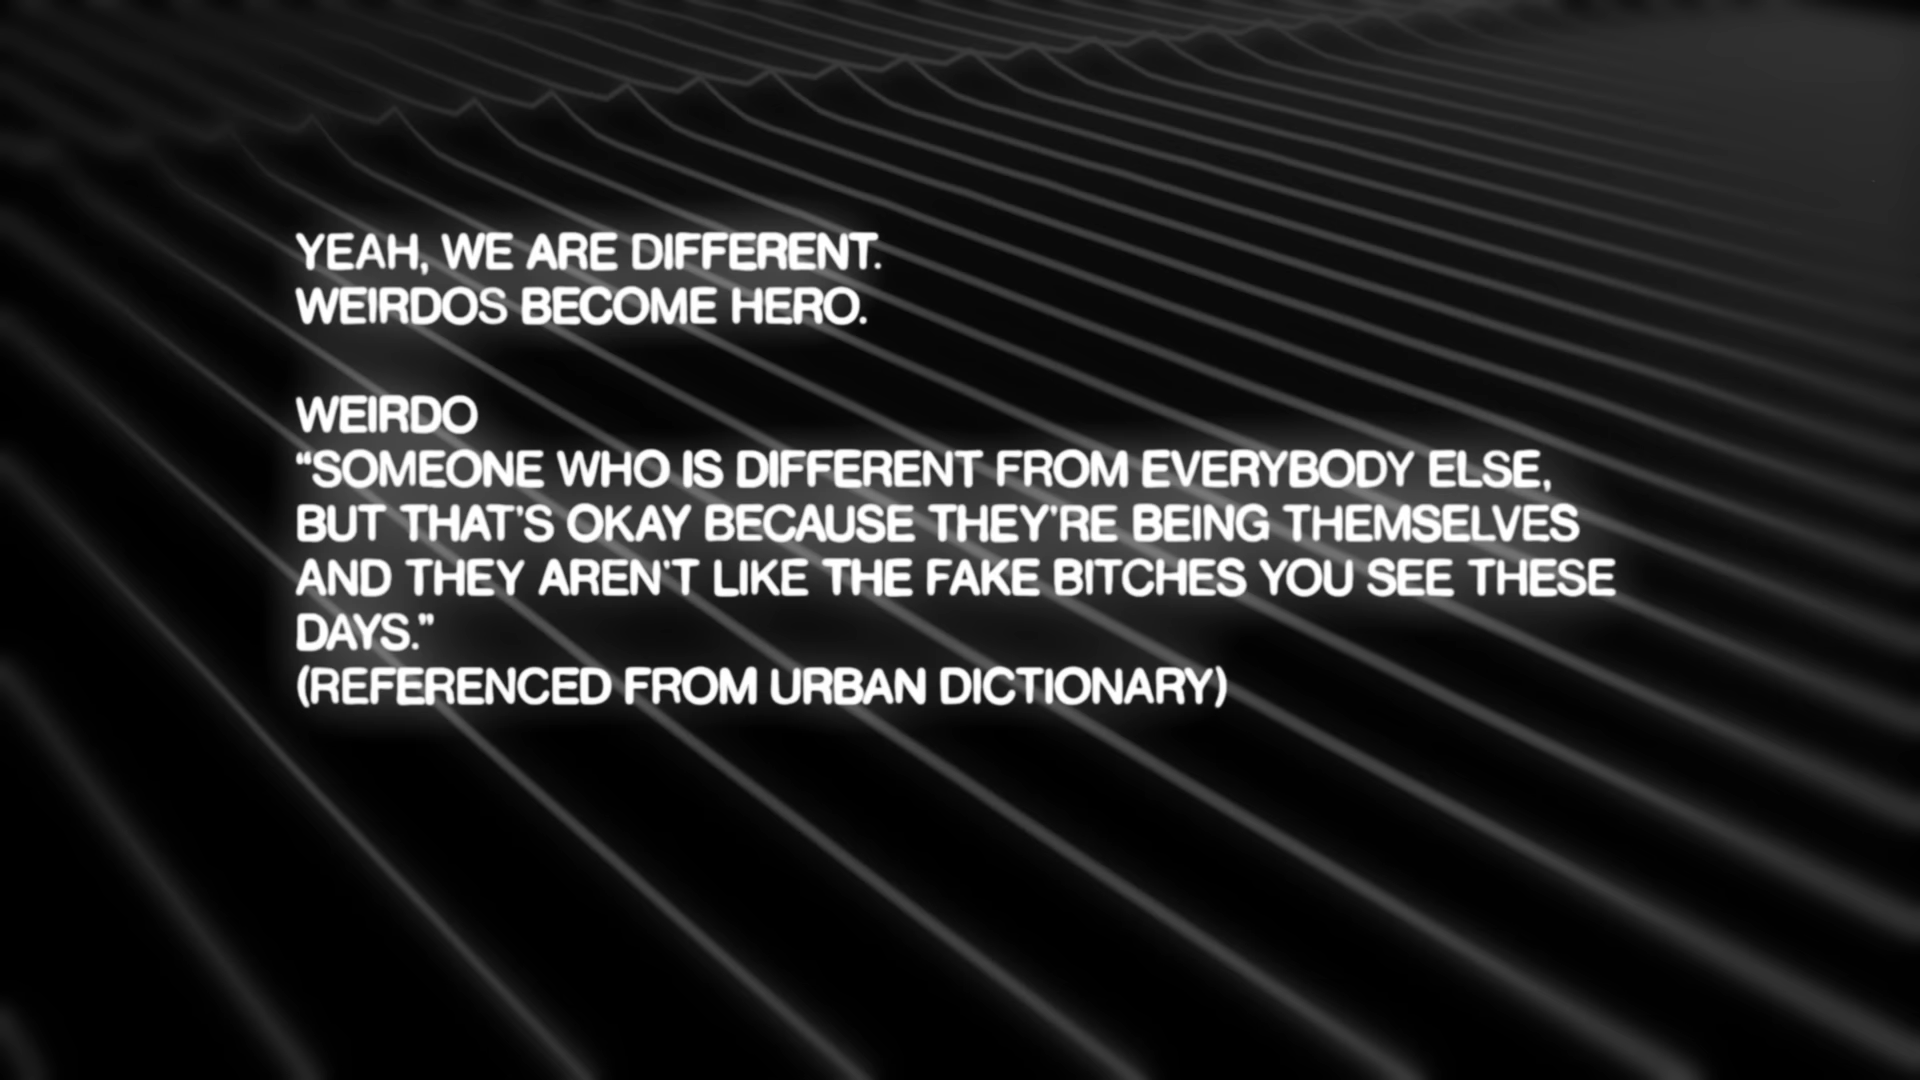 YEAH, WE ARE DIFFERENT.
WEIRDOS BECOME HERO.
WEIRDO
“SOMEONE WHO IS DIFFERENT FROM EVERYBODY ELSE,
BUT THAT’S OKAY BECAUSE THEY’RE BEING THEMSELVES
AND THEY AREN’T LIKE THE FAKE BITCHES YOU SEE THESE
DAYS.”
(REFERENCED FROM URBAN DICTIONARY)